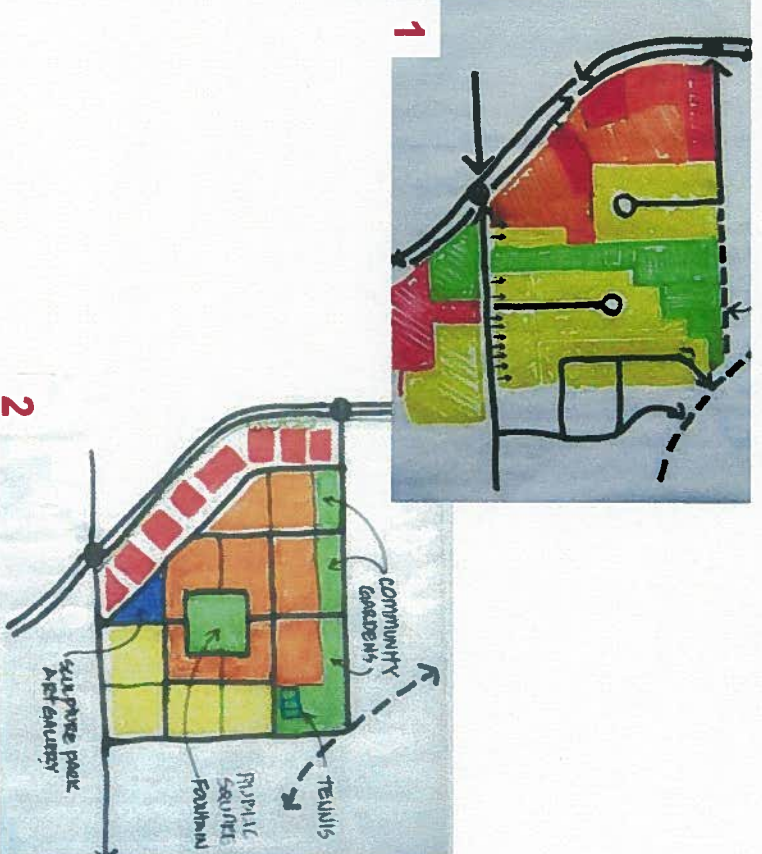 1
2
COMMUNITY
GARDENS
TENNIS
PUBLIC
SQUARE
FOUNTAIN
SCULPTURE PARK
ART GALLERY